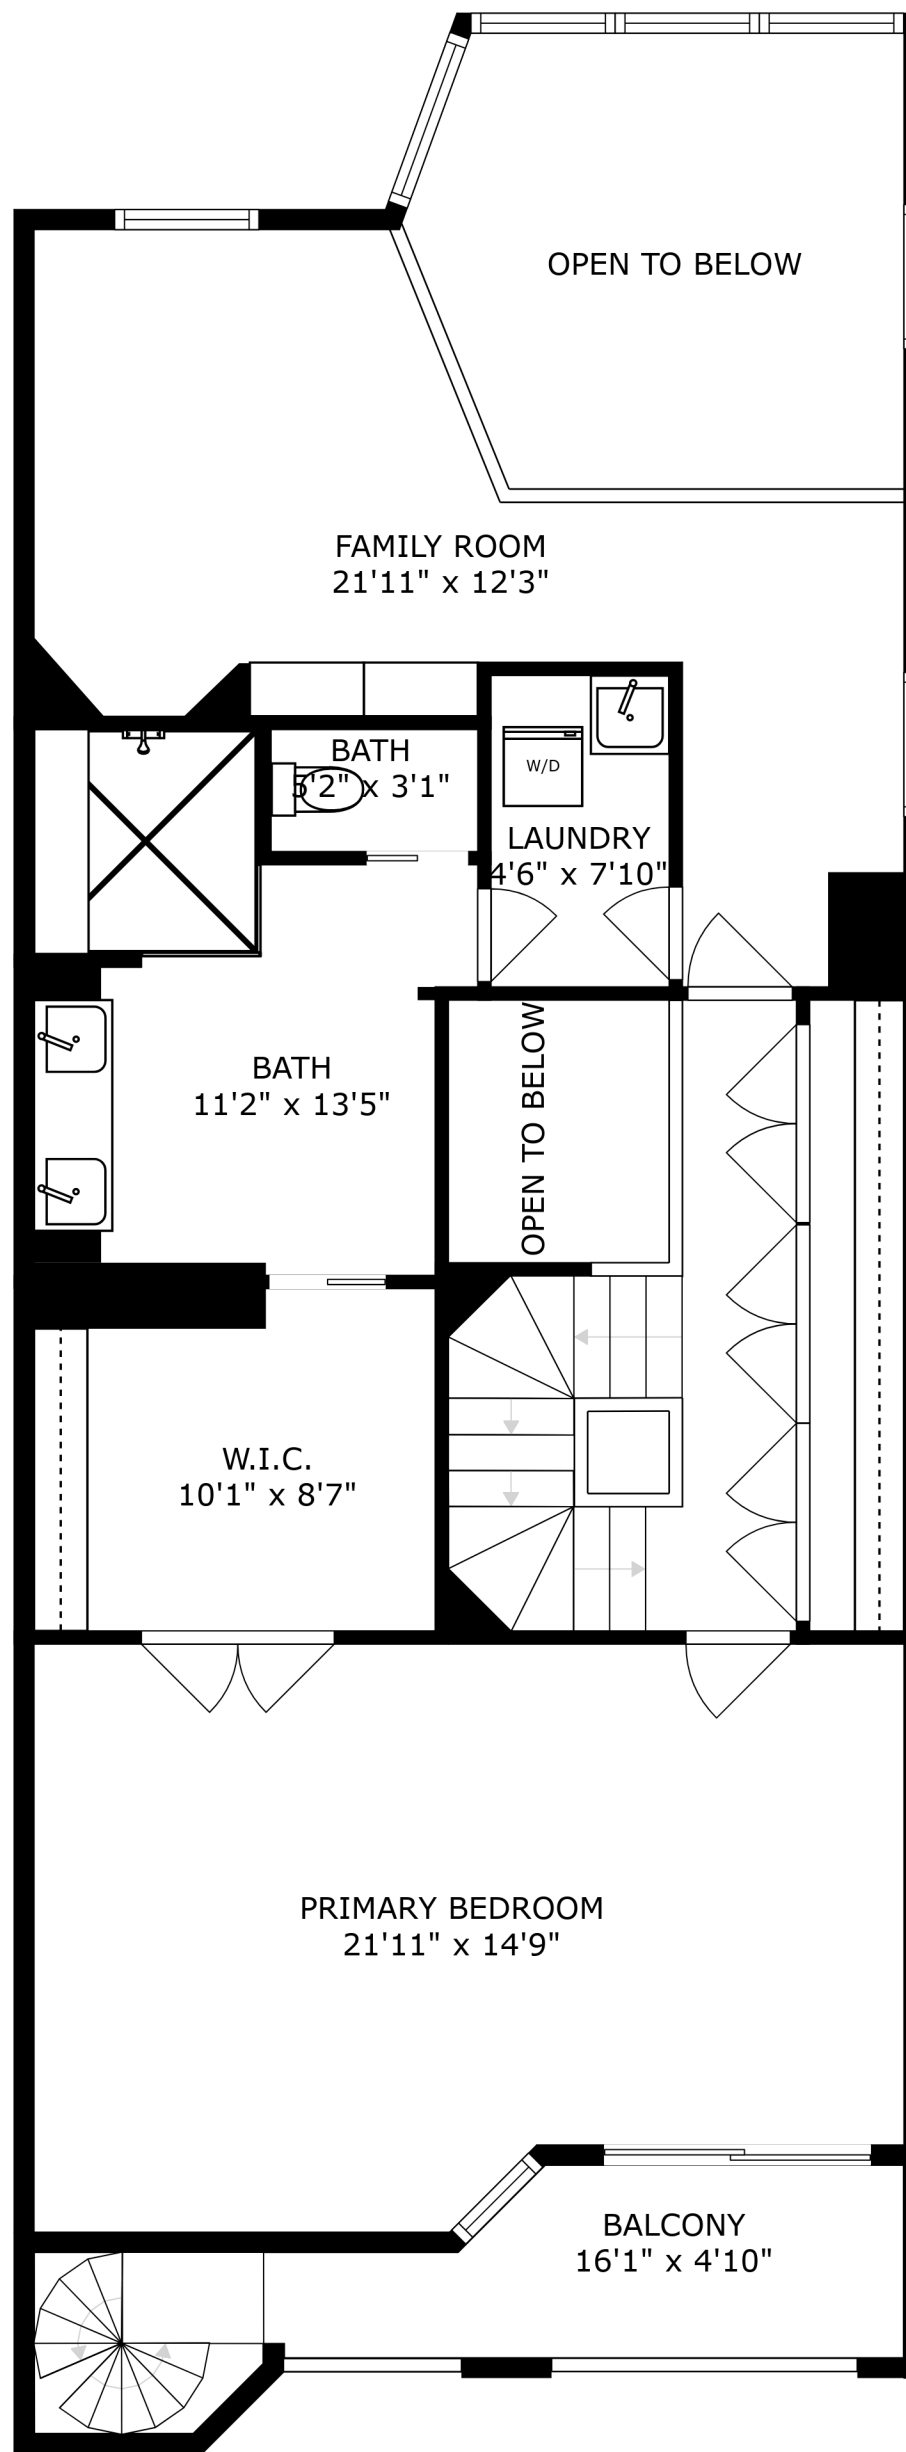 OPEN TO BELOW
FAMILY ROOM
21'11" x 12'3"
BATH
5'2" x 3'1"
W/D
LAUNDRY
4'6" x 7'10"
OPEN TO BELOW
BATH
11'2" x 13'5"
W.I.C.
10'1" x 8'7"
PRIMARY BEDROOM
21'11" x 14'9"
BALCONY
16'1" x 4'10"